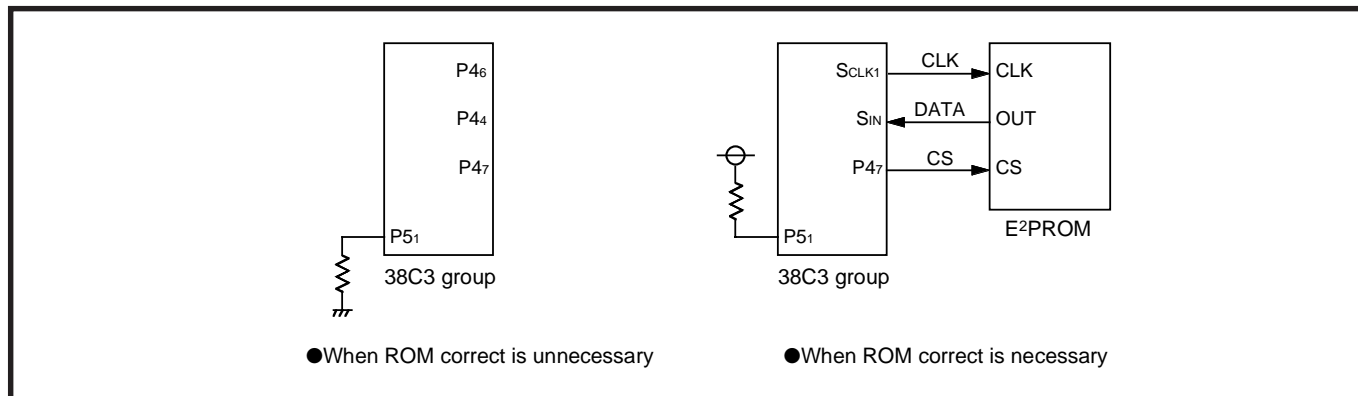 P46
P44
P47
P51
38C3 group
●When ROM correct is unnecessary
SCLK1 CLK CLK
SIN DATA OUT
P47 CS CS
E2PROM
P51
38C3 group
●When ROM correct is necessary